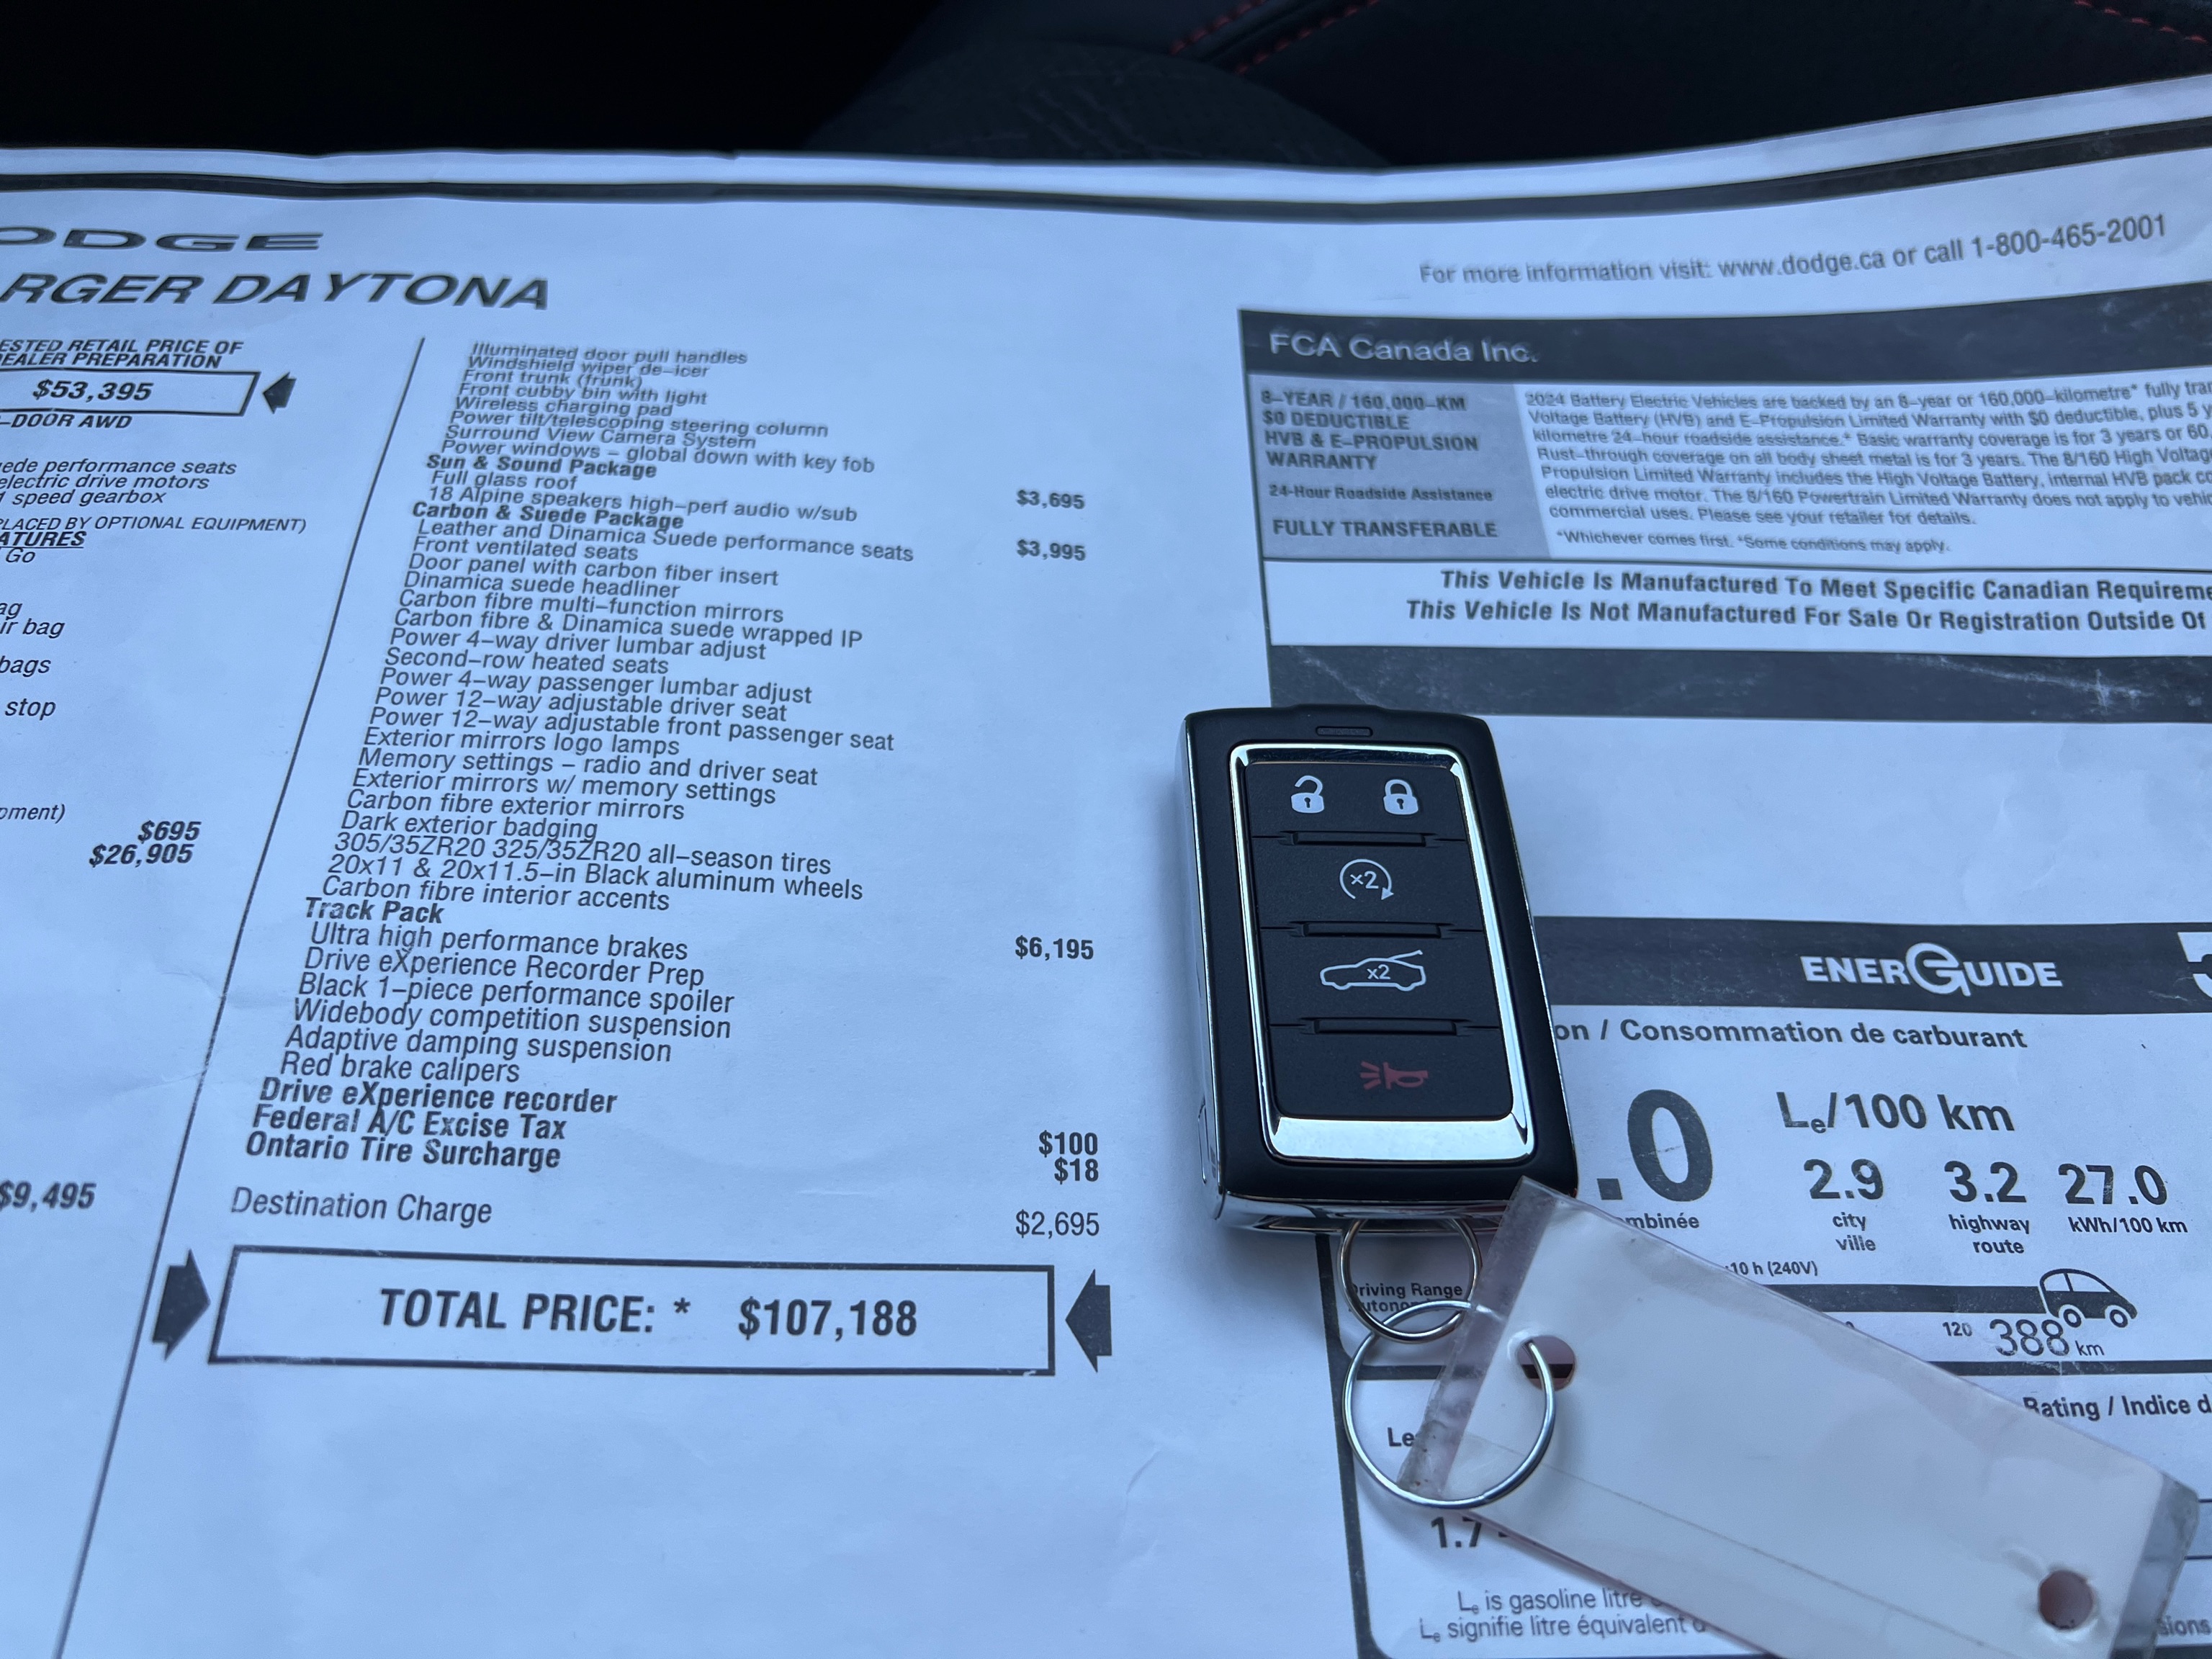 ODGE
RGER DAYTONA
ESTED RETAIL PRICE OF
DEALER PREPARATION
$53,395
-DOOR AWD
ede performance seats
electric drive motors
1 speed gearbox
PLACED BY OPTIONAL EQUIPMENT)
ATURES
Go
ag
ir bag
bags
stop
pment)
$695
$26,905
$9,495
Illuminated door pull handles
Windshield wiper de-icer
Front trunk (frunk)
Front cubby bin with light
Wireless charging pad
Power tilt/telescoping steering column
Surround View Camera System
Power windows - global down with key fob
Sun & Sound Package $3,695
Full glass roof
18 Alpine speakers high-perf audio w/sub
Carbon & Suede Package $3,995
Leather and Dinamica Suede performance seats
Front ventilated seats
Door panel with carbon fiber insert
Dinamica suede headliner
Carbon fibre multi-function mirrors
Carbon fibre & Dinamica suede wrapped IP
Power 4-way driver lumbar adjust
Second-row heated seats
Power 4-way passenger lumbar adjust
Power 12-way adjustable driver seat
Power 12-way adjustable front passenger seat
Exterior mirrors logo lamps
Memory settings - radio and driver seat
Exterior mirrors w/ memory settings
Carbon fibre exterior mirrors
Dark exterior badging
305/35ZR20 325/35ZR20 all-season tires
20x11 & 20x11.5-in Black aluminum wheels
Carbon fibre interior accents
Track Pack $6,195
Ultra high performance brakes
Drive eXperience Recorder Prep
Black 1-piece performance spoiler
Widebody competition suspension
Adaptive damping suspension
Red brake calipers
Drive eXperience recorder
Federal A/C Excise Tax $100
Ontario Tire Surcharge $18
Destination Charge $2,695
TOTAL PRICE: * $107,188
For more information visit: www.dodge.ca or call 1-800-465-2001
FCA Canada Inc.
8-YEAR / 160,000-KM
$0 DEDUCTIBLE
HVB & E-PROPULSION
WARRANTY
24-Hour Roadside Assistance
FULLY TRANSFERABLE
2024 Battery Electric Vehicles are backed by an 8-year or 160,000-kilometre* fully tra
Voltage Battery (HVB) and E-Propulsion Limited Warranty with $0 deductible, plus 5 y
kilometre 24-hour roadside assistance.* Basic warranty coverage is for 3 years or 60,
Rust-through coverage on all body sheet metal is for 3 years. The 8/160 High Voltag
Propulsion Limited Warranty includes the High Voltage Battery, internal HVB pack co
electric drive motor. The 8/160 Powertrain Limited Warranty does not apply to vehi
commercial uses. Please see your retailer for details.
*Whichever comes first. *Some conditions may apply.
This Vehicle Is Manufactured To Meet Specific Canadian Requireme
This Vehicle Is Not Manufactured For Sale Or Registration Outside Of
x2
x2
ENERGUIDE
on / Consommation de carburant
.0 Le/100 km
2.9 3.2 27.0
mbinée city highway kWh/100 km
ville route
10 h (240V)
Driving Range
120 388 km
Rating / Indice d
Le
1.7
Le is gasoline litre
Le signifie litre équivalent